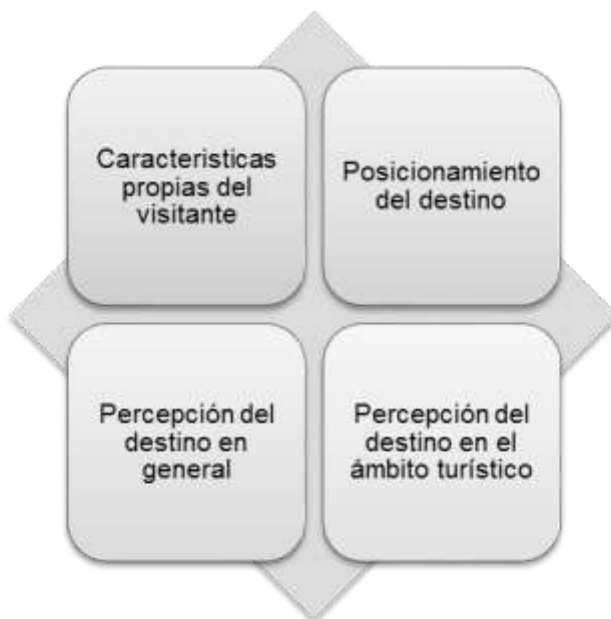 Caracteristicas
propias del
visitante
Posicionamiento
del destino
Percepción del
destino en
general
Percepción del
destino en el
ámbito turístico